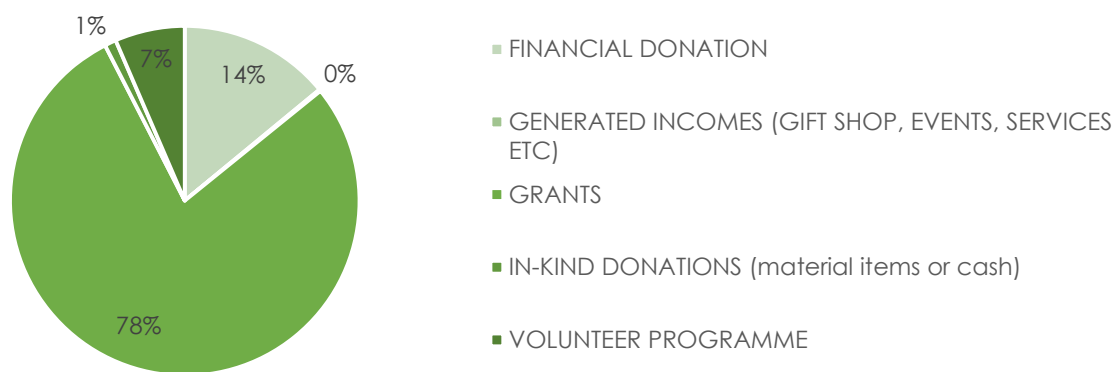 1%
7%
14%
0%
78%
FINANCIAL DONATION
GENERATED INCOMES (GIFT SHOP, EVENTS, SERVICES
ETC)
GRANTS
IN-KIND DONATIONS (material items or cash)
VOLUNTEER PROGRAMME